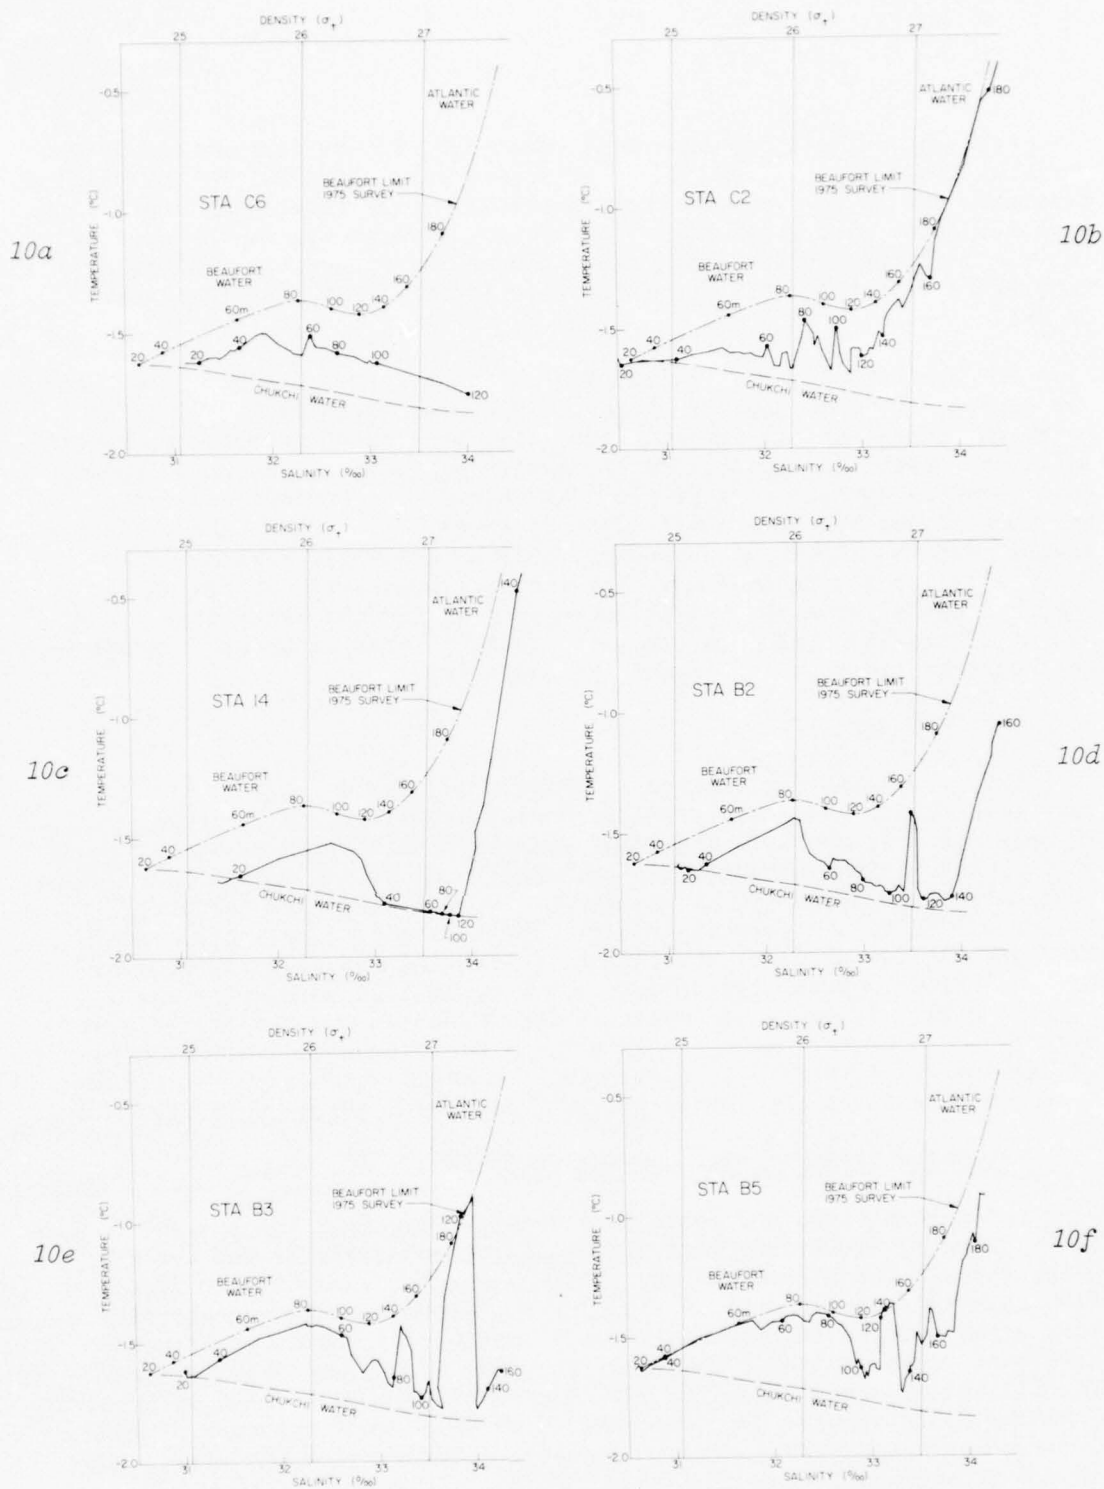 10a
DENSITY (σt)
25 26 27
TEMPERATURE (°C)
-0.5
-1.0
-1.5
-2.0
ATLANTIC
WATER
BEAUFORT LIMIT
1975 SURVEY
STA C6
BEAUFORT
WATER
20 40 60m 80 100 120 140 160 180
20 40 60 80 100 120
CHUKCHI WATER
31 32 33 34
SALINITY (‰)
10b
DENSITY (σt)
25 26 27
TEMPERATURE (°C)
-0.5
-1.0
-1.5
-2.0
ATLANTIC
WATER
BEAUFORT LIMIT
1975 SURVEY
STA C2
BEAUFORT
WATER
20 40 60m 80 100 120 140 160 180
20 40 60 80 100 120 140 160 180
CHUKCHI WATER
31 32 33 34
SALINITY (‰)
10c
DENSITY (σt)
25 26 27
TEMPERATURE (°C)
-0.5
-1.0
-1.5
-2.0
ATLANTIC
WATER
BEAUFORT LIMIT
1975 SURVEY
STA 14
BEAUFORT
WATER
20 40 60m 80 100 120 140 160 180
20 40 60 80 100 120 140
CHUKCHI WATER
31 32 33 34
SALINITY (‰)
10d
DENSITY (σt)
25 26 27
TEMPERATURE (°C)
-0.5
-1.0
-1.5
-2.0
ATLANTIC
WATER
BEAUFORT LIMIT
1975 SURVEY
STA B2
BEAUFORT
WATER
20 40 60m 80 100 120 140 160 180
20 40 60 80 100 120 140 160
CHUKCHI WATER
31 32 33 34
SALINITY (‰)
10e
DENSITY (σt)
25 26 27
TEMPERATURE (°C)
-0.5
-1.0
-1.5
-2.0
ATLANTIC
WATER
BEAUFORT LIMIT
1975 SURVEY
STA B3
BEAUFORT
WATER
20 40 60m 80 100 120 140 160 180
20 40 60 80 100 120 140 160
CHUKCHI WATER
31 32 33 34
SALINITY (‰)
10f
DENSITY (σt)
25 26 27
TEMPERATURE (°C)
-0.5
-1.0
-1.5
-2.0
ATLANTIC
WATER
BEAUFORT LIMIT
1975 SURVEY
STA B5
BEAUFORT
WATER
20 40 60m 80 100 120 140 160 180
40 60 80 100 120 140 160 180
CHUKCHI WATER
31 32 33 34
SALINITY (‰)